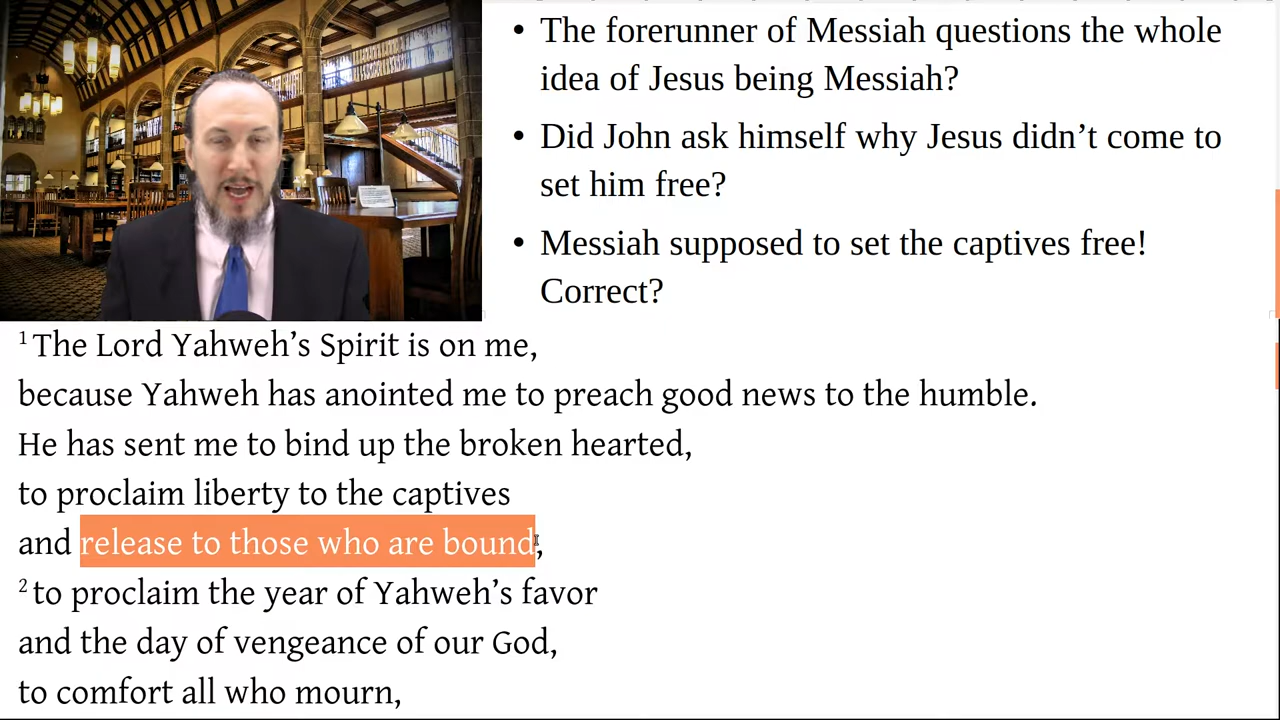 • The forerunner of Messiah questions the whole
idea of Jesus being Messiah?
• Did John ask himself why Jesus didn’t come to
set him free?
• Messiah supposed to set the captives free!
Correct?
1 The Lord Yahweh’s Spirit is on me,
because Yahweh has anointed me to preach good news to the humble.
He has sent me to bind up the broken hearted,
to proclaim liberty to the captives
and release to those who are bound,
2 to proclaim the year of Yahweh’s favor
and the day of vengeance of our God,
to comfort all who mourn,